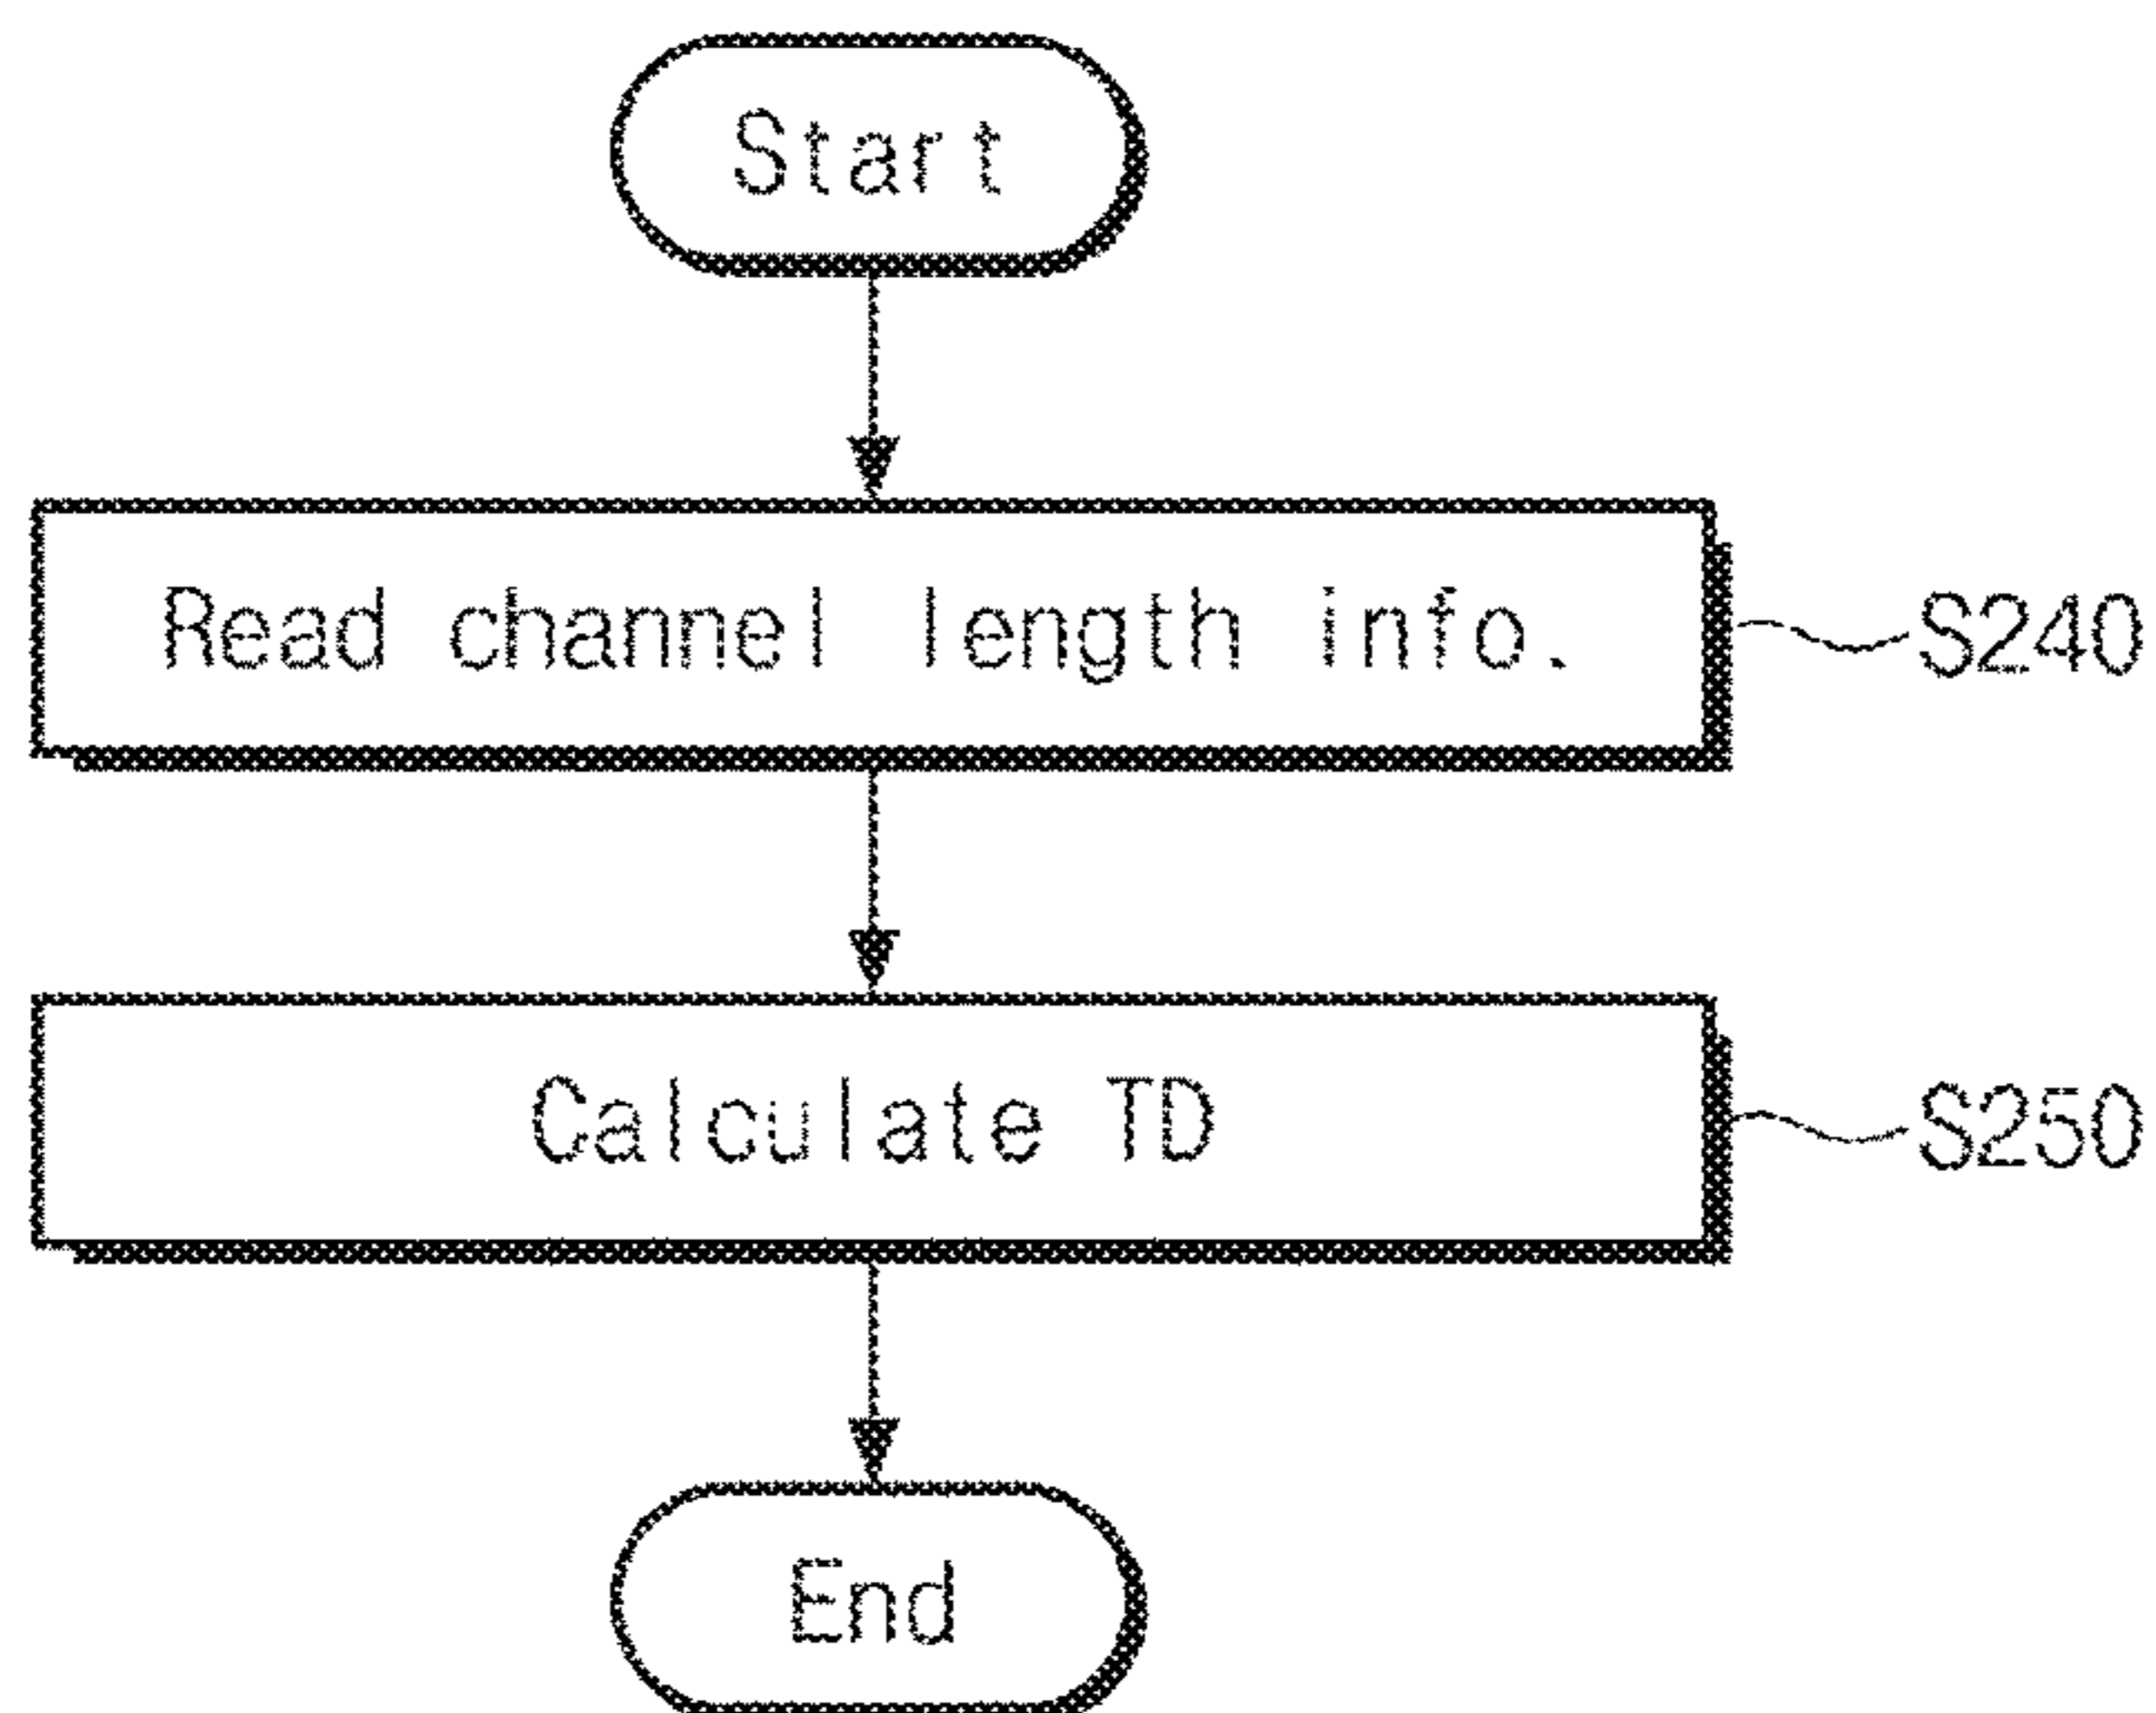 Start
Read channel length info.
S240
Calculate TD
S250
End